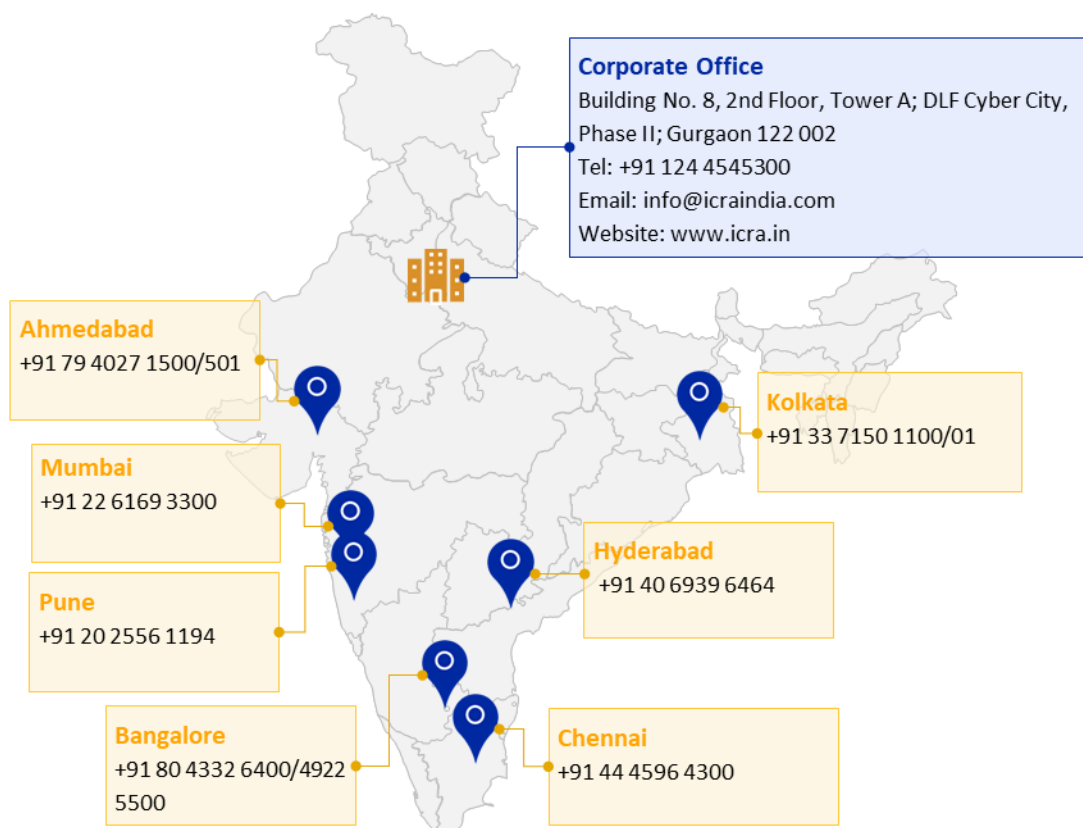 Corporate Office
Building No. 8, 2nd Floor, Tower A; DLF Cyber City,
Phase II; Gurgaon 122 002
Tel: +91 124 4545300
Email: info@icraindia.com
Website: www.icra.in
Ahmedabad
+91 79 4027 1500/501
Kolkata
+91 33 7150 1100/01
Mumbai
+91 22 6169 3300
Hyderabad
+91 40 6939 6464
Pune
+91 20 2556 1194
Bangalore
+91 80 4332 6400/4922
5500
Chennai
+91 44 4596 4300